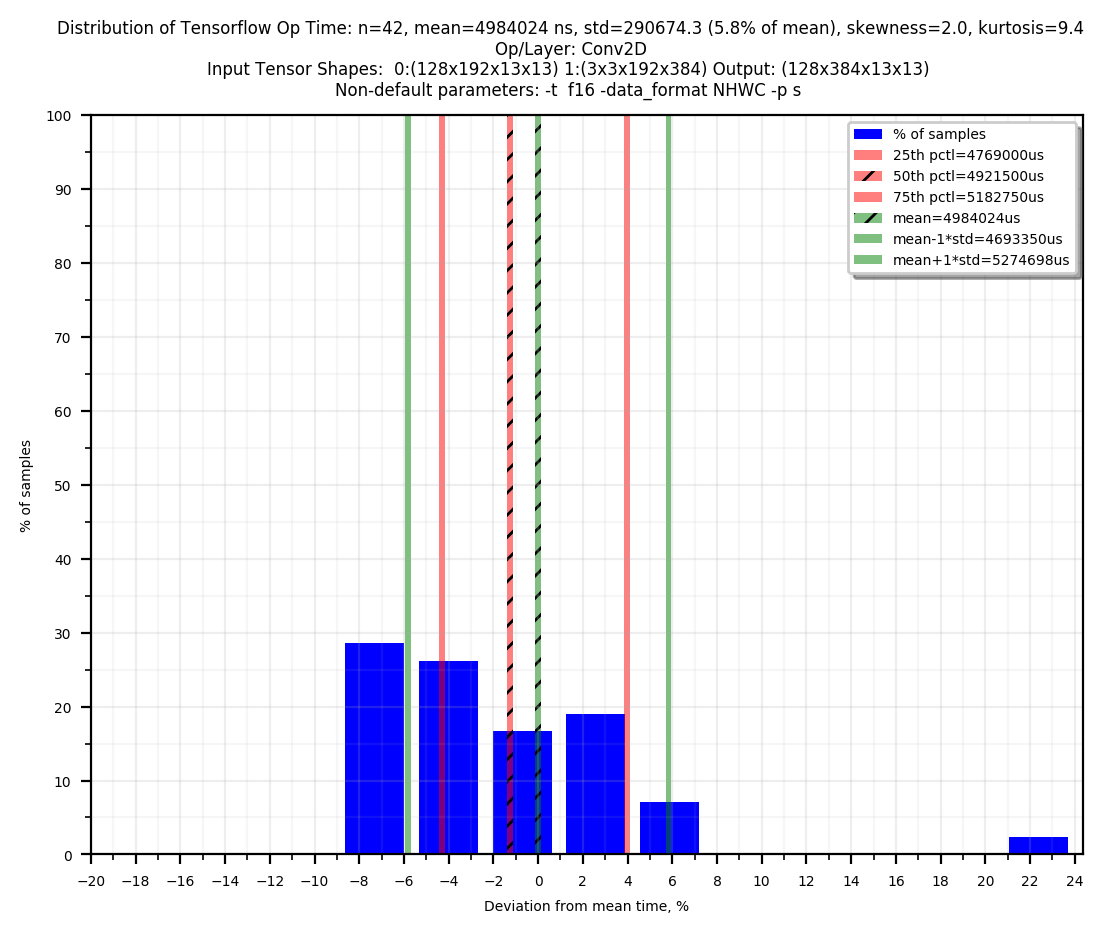 Distribution of Tensorflow Op Time: n=42, mean=4984024 ns, std=290674.3 (5.8% of mean), skewness=2.0, kurtosis=9.4
Op/Layer: Conv2D
Input Tensor Shapes:  0:(128x192x13x13) 1:(3x3x192x384) Output: (128x384x13x13)
Non-default parameters: -t  f16 -data_format NHWC -p s
100
90
80
70
60
50
40
30
20
10
0
% of samples
% of samples
25th pctl=4769000us
50th pctl=4921500us
75th pctl=5182750us
mean=4984024us
mean-1*std=4693350us
mean+1*std=5274698us
−20 −18 −16 −14 −12 −10 −8 −6 −4 −2 0 2 4 6 8 10 12 14 16 18 20 22 24
Deviation from mean time, %